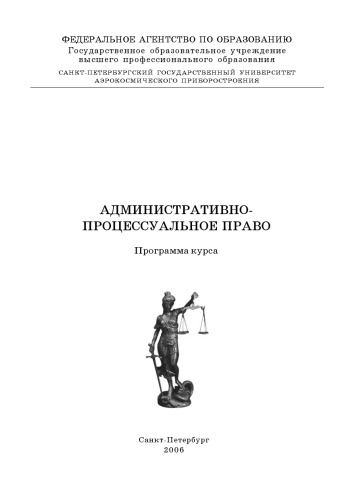 ФЕДЕРАЛЬНОЕ АГЕНТСТВО ПО ОБРАЗОВАНИЮ
Государственное образовательное учреждение
высшего профессионального образования
САНКТ-ПЕТЕРБУРГСКИЙ ГОСУДАРСТВЕННЫЙ УНИВЕРСИТЕТ
АЭРОКОСМИЧЕСКОГО ПРИБОРОСТРОЕНИЯ
АДМИНИСТРАТИВНО-
ПРОЦЕССУАЛЬНОЕ ПРАВО
Программа курса
Санкт-Петербург
2006